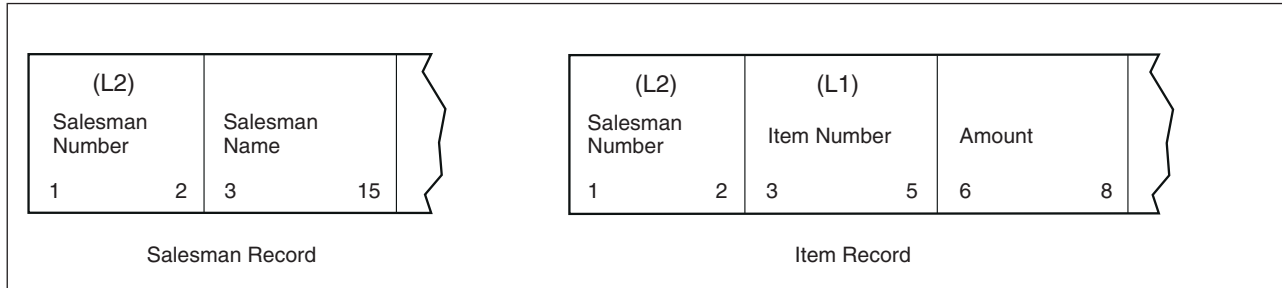 (L2)
Salesman
Number
1 2
Salesman
Name
3 15
Salesman Record
(L2)
Salesman
Number
1 2
(L1)
Item Number
3 5
Amount
6 8
Item Record